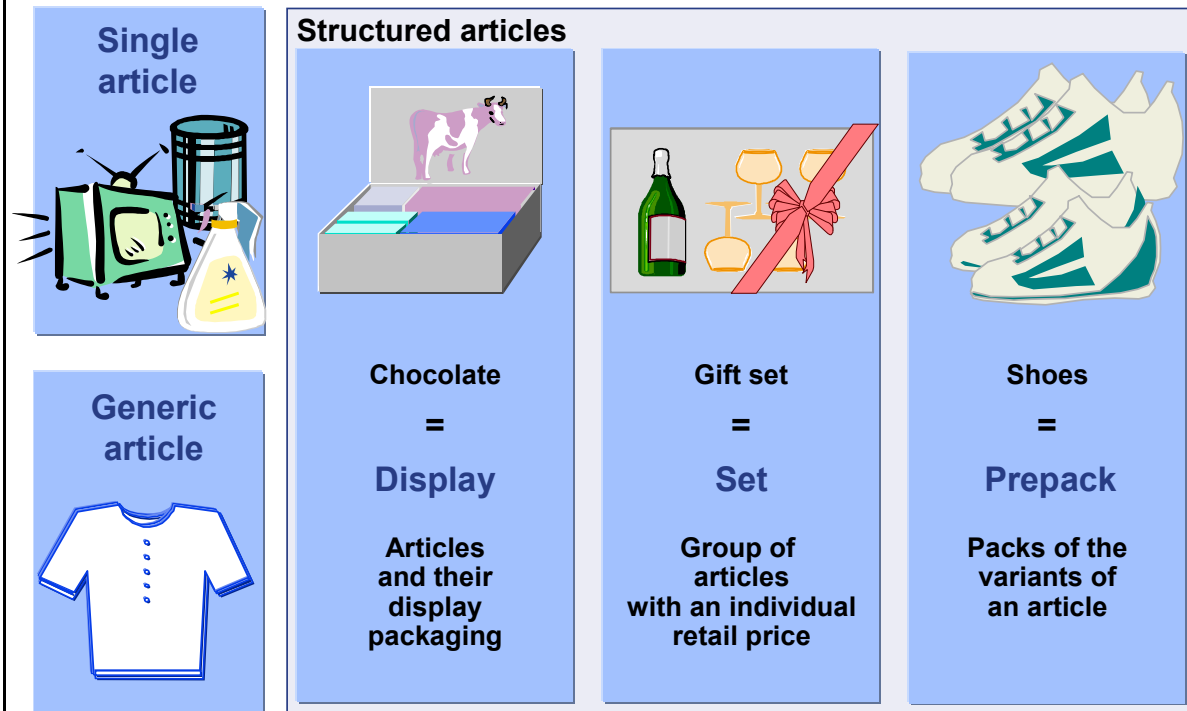 Single
article
Generic
article
Structured articles
Chocolate
=
Display
Articles
and their
display
packaging
Gift set
=
Set
Group of
articles
with an individual
retail price
Shoes
=
Prepack
Packs of the
variants of
an article